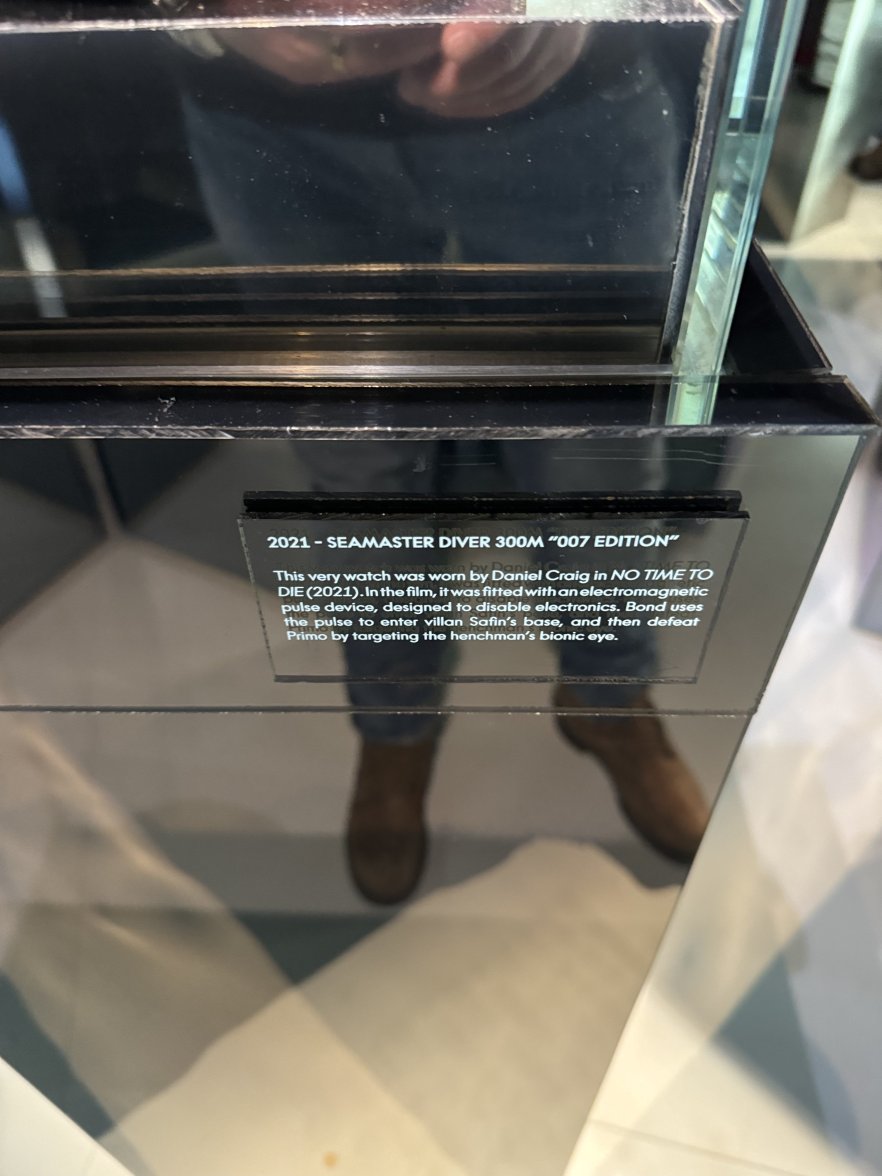 2021 - SEAMASTER DIVER 300M "007 EDITION"
This very watch was worn by Daniel Craig in NO TIME TO
DIE (2021). In the film, it was fitted with an electromagnetic
pulse device, designed to disable electronics. Bond uses
the pulse to enter villan Safin's base, and then defeat
Primo by targeting the henchman's bionic eye.